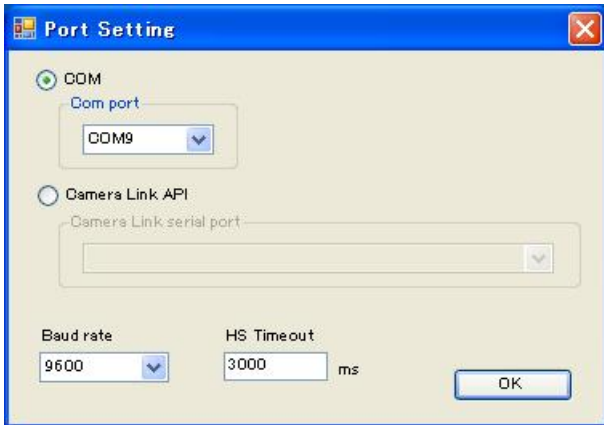 Port Setting
COM
Com port
COM9
Camera Link API
Camera Link serial port
Baud rate
HS Timeout
9600
3000
ms
OK